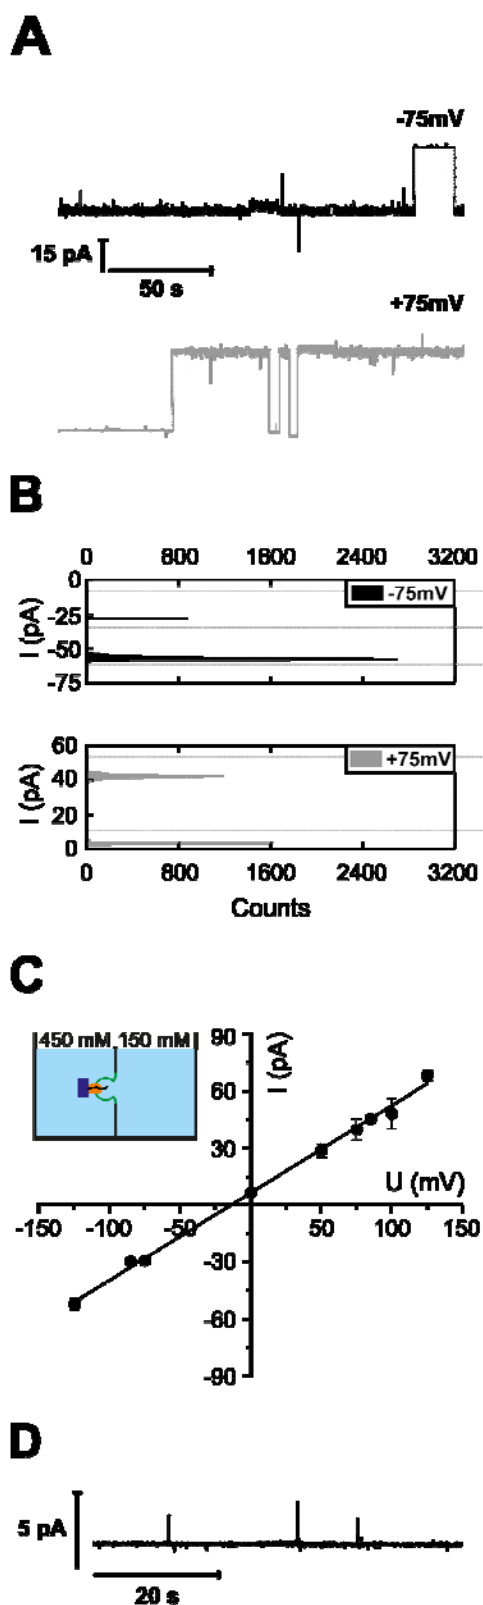 A
-75mV
15 pA
50 s
+75mV
B
0 800 1600 2400 3200
0
-25
-50
-75
I (pA)
-75mV
60
40
20
0
I (pA)
+75mV
0 800 1600 2400 3200
Counts
C
450 mM 150 mM
90
60
30
-30
-60
-90
I (pA)
U (mV)
-150 -100 -50 50 100 150
D
5 pA
20 s